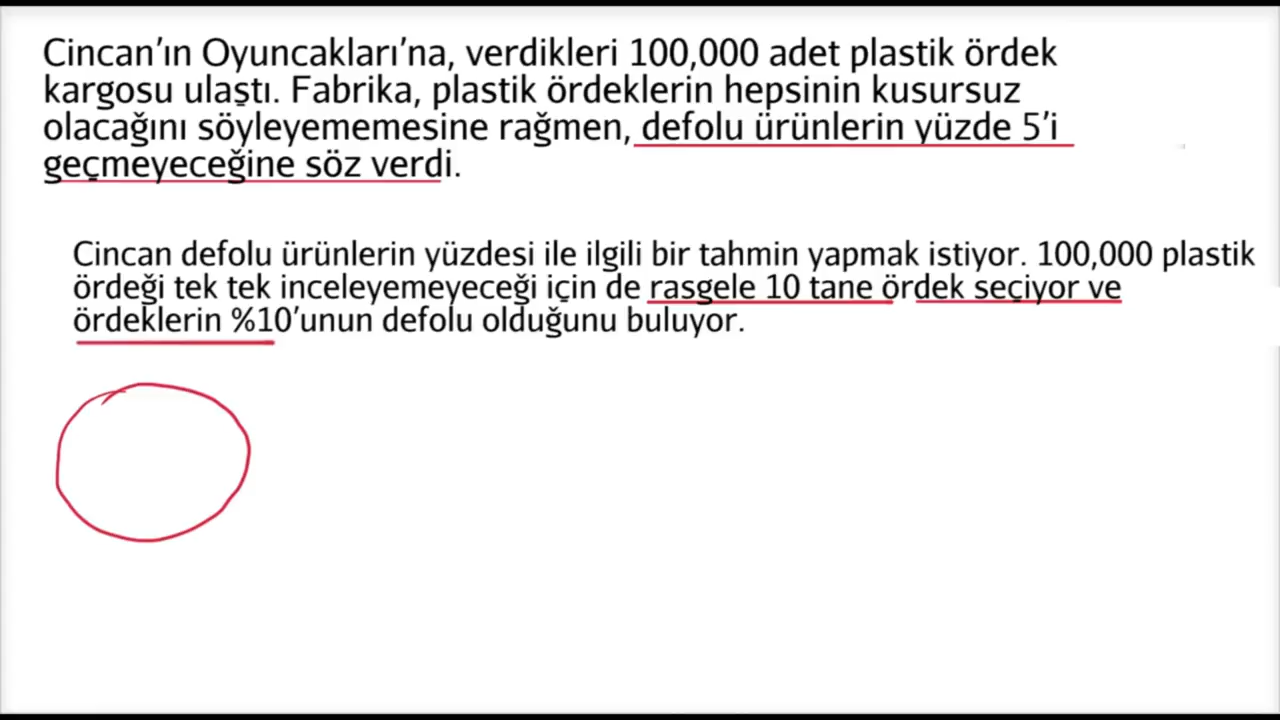 Cincan'ın Oyuncakları'na, verdikleri 100,000 adet plastik ördek
kargosu ulaştı. Fabrika, plastik ördeklerin hepsinin kusursuz
olacağını söyleyememesine rağmen, defolu ürünlerin yüzde 5'i
geçmeyeceğine söz verdi.
Cincan defolu ürünlerin yüzdesi ile ilgili bir tahmin yapmak istiyor. 100,000 plastik
ördeği tek tek inceleyemeyeceği için de rasgele 10 tane ördek seçiyor ve
ördeklerin %10'unun defolu olduğunu buluyor.